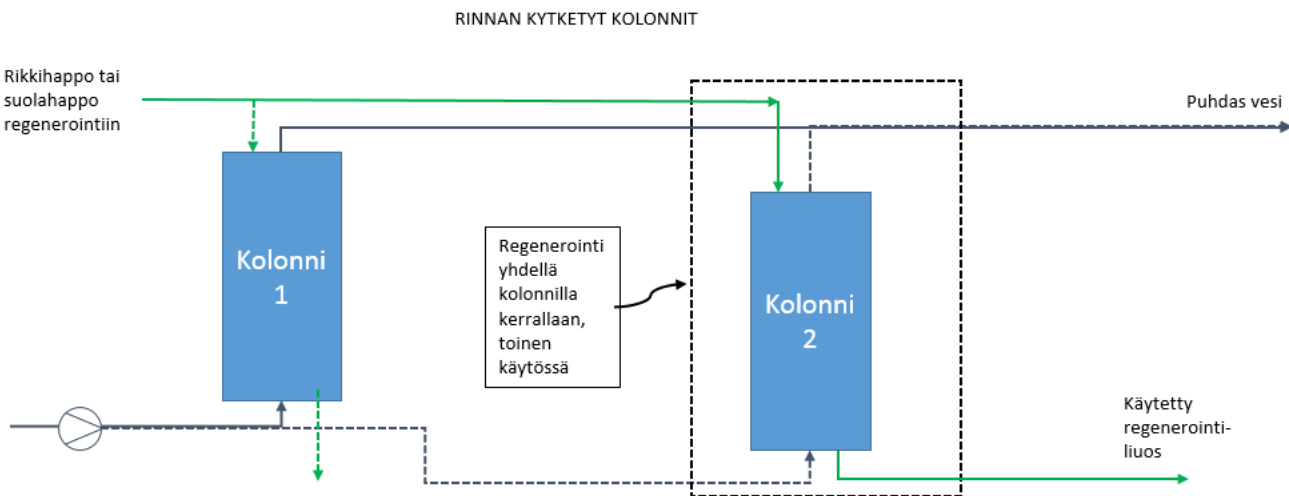 RINNAN KYTKETYT KOLONNIT
Rikkihappo tai
suolahappo
regenerointiin
Puhdas vesi
Kolonni
1
Regenerointi
yhdellä
kolonnilla
kerrallaan,
toinen
käytössä
Kolonni
2
Käytetty
regenerointi-
liuos